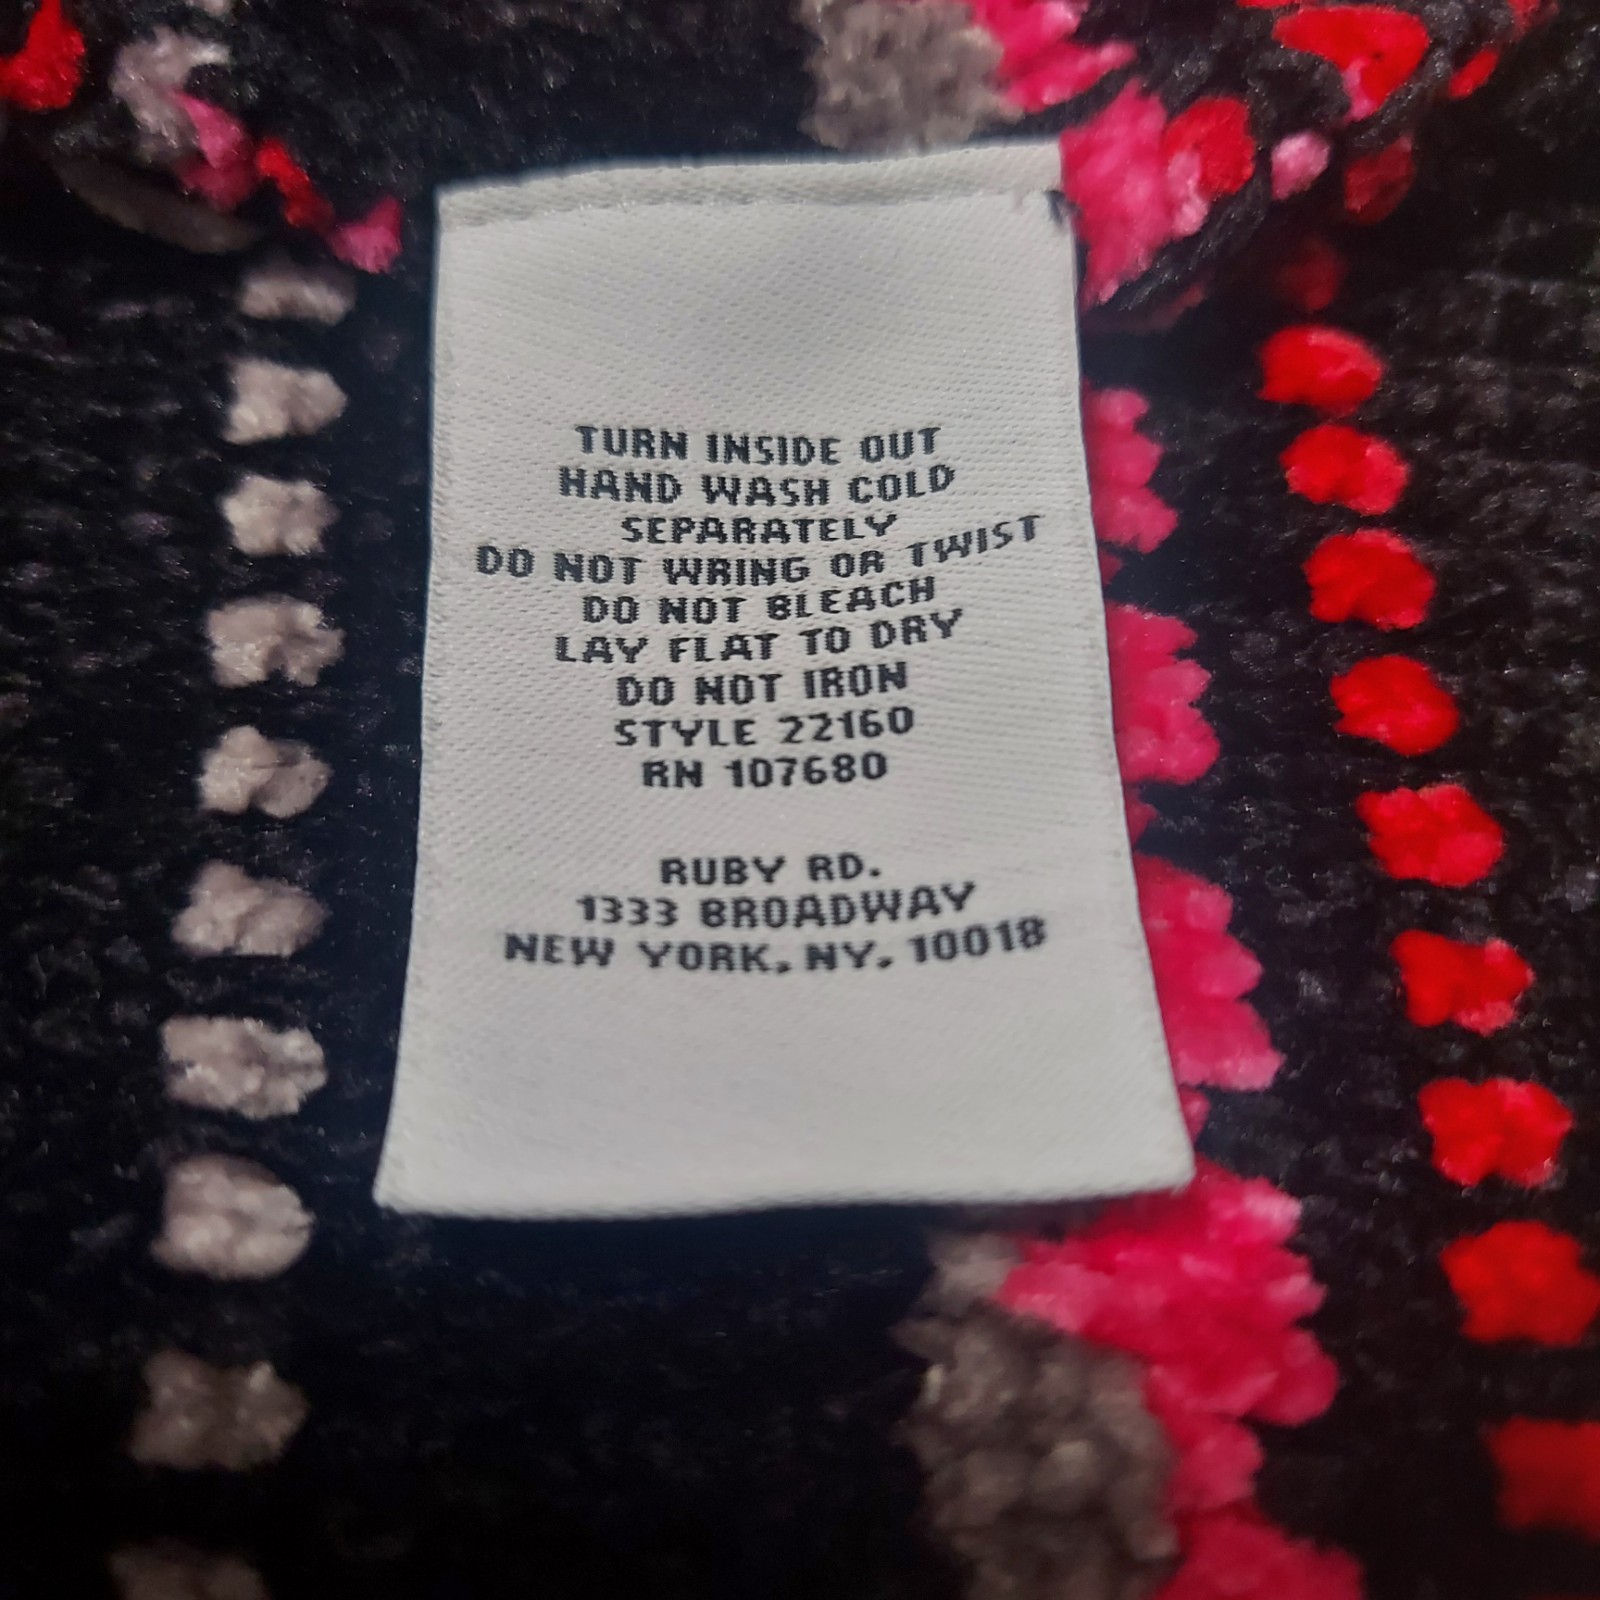 TURN INSIDE OUT
HAND WASH COLD
SEPARATELY
DO NOT WRING OR TWIST
DO NOT BLEACH
LAY FLAT TO DRY
DO NOT IRON
STYLE 22160
RN 107680
RUBY RD.
1333 BROADWAY
NEW YORK, NY. 10018